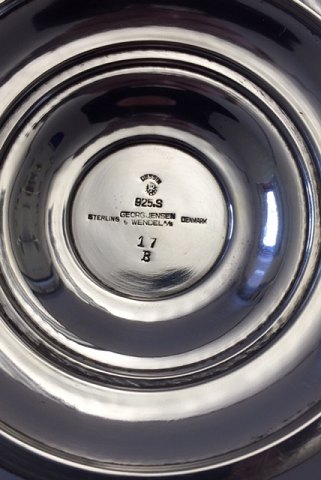 925.S
GEORG JENSEN
STERLING & WENDEL A/S DENMARK
17
B